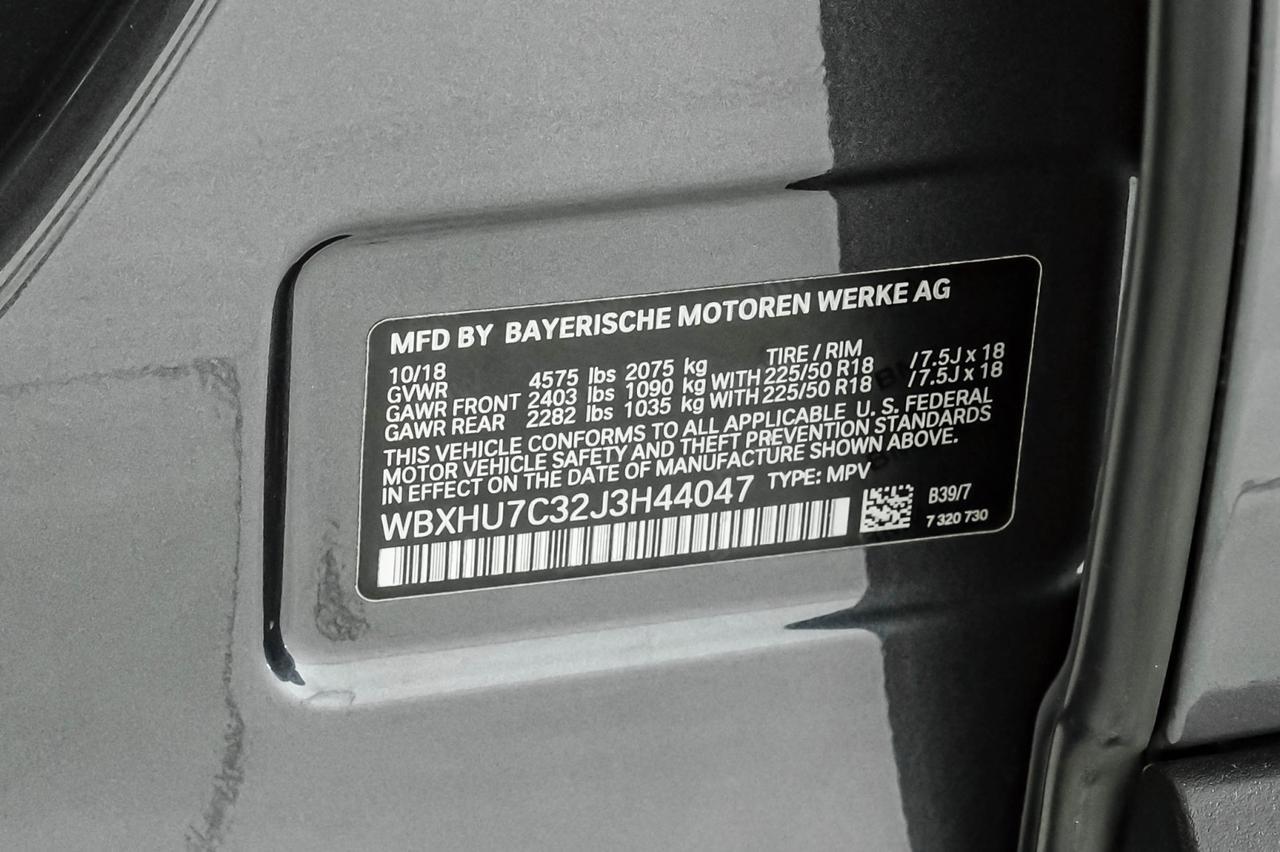 MFD BY BAYERISCHE MOTOREN WERKE AG
10/18 TIRE / RIM
GVWR 4575 lbs 2075 kg
GAWR FRONT 2403 lbs 1090 kg WITH 225/50 R18 /7.5J x 18
GAWR REAR 2282 lbs 1035 kg WITH 225/50 R18 /7.5J x 18
THIS VEHICLE CONFORMS TO ALL APPLICABLE U. S. FEDERAL
MOTOR VEHICLE SAFETY AND THEFT PREVENTION STANDARDS
IN EFFECT ON THE DATE OF MANUFACTURE SHOWN ABOVE.
WBXHU7C32J3H44047 TYPE: MPV
B39/7
7 320 730